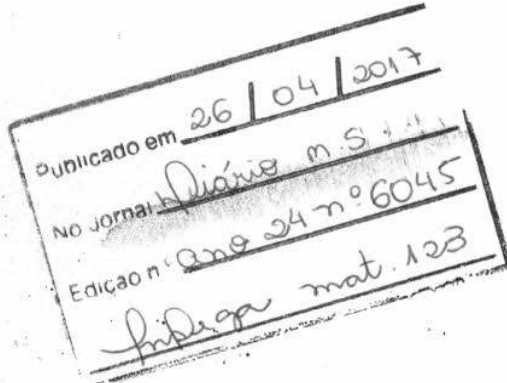 Publicado em 26/04/2017
No Jornal Diário M.S
Edição nº ano 24 nº 6045
mat. 123